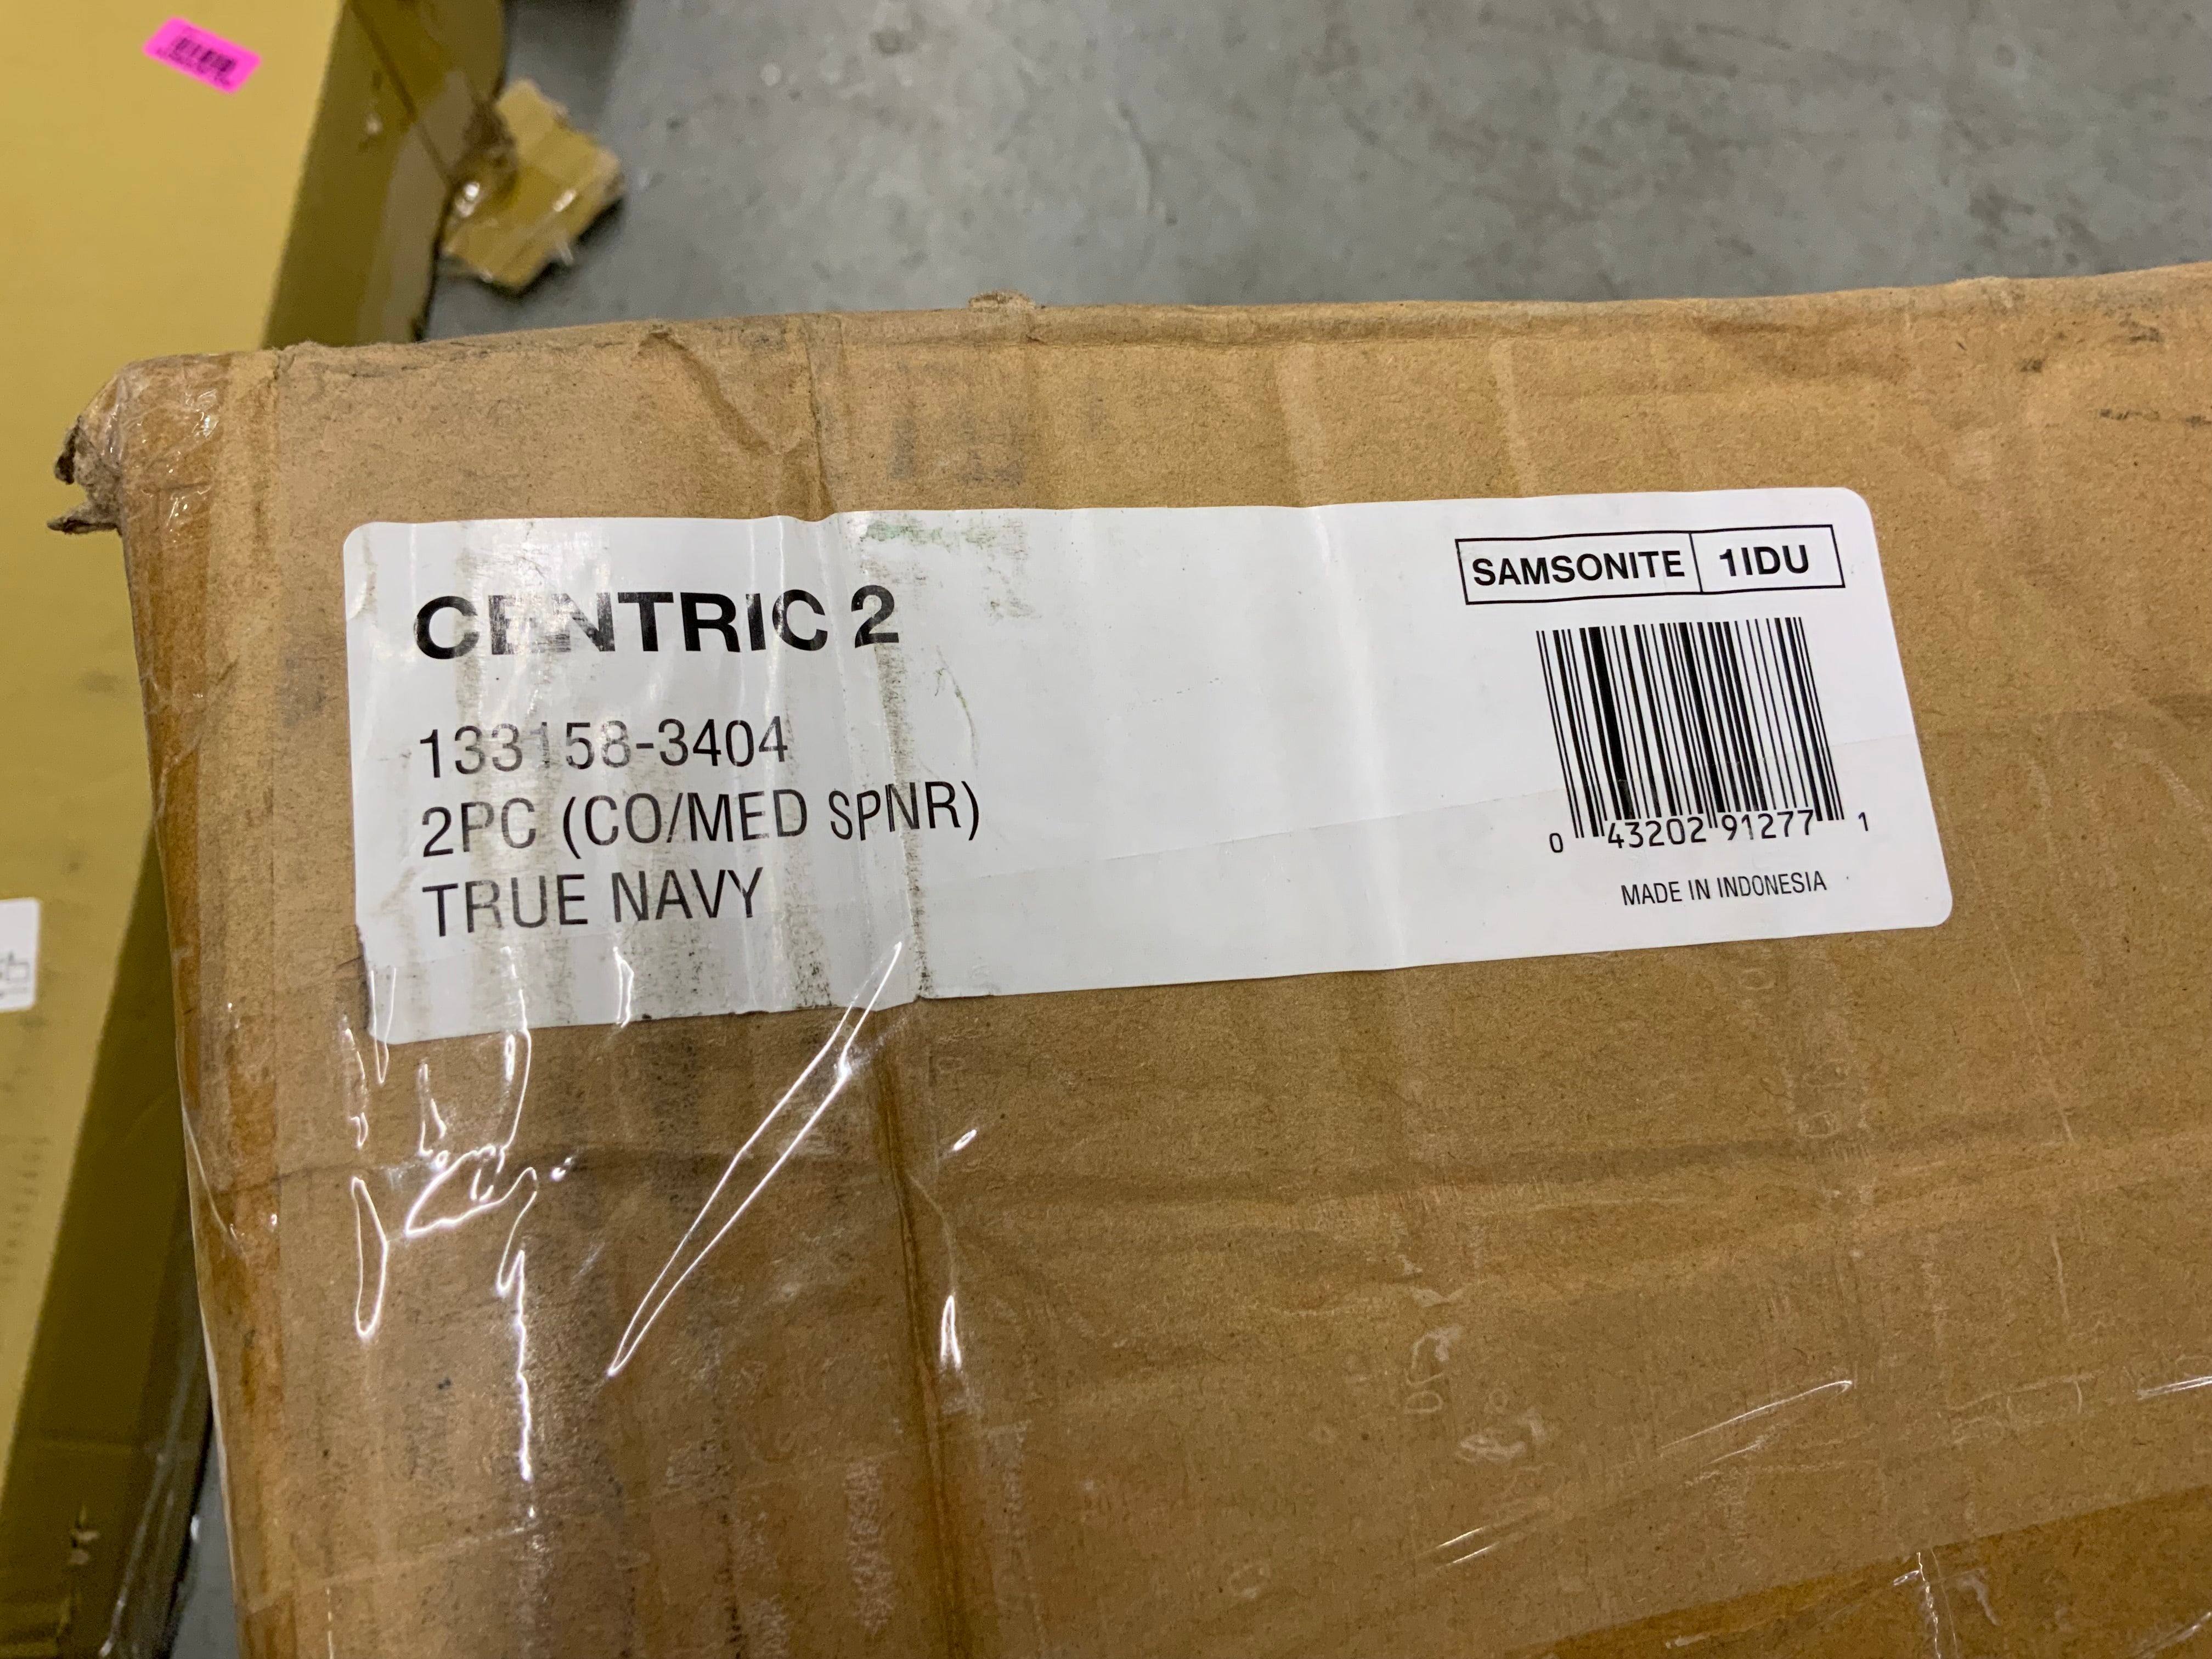 CENTRIC 2
133158-3404
2PC (CO/MED SPNR)
TRUE NAVY
SAMSONITE 1IDU
0 43202 91277 1
MADE IN INDONESIA